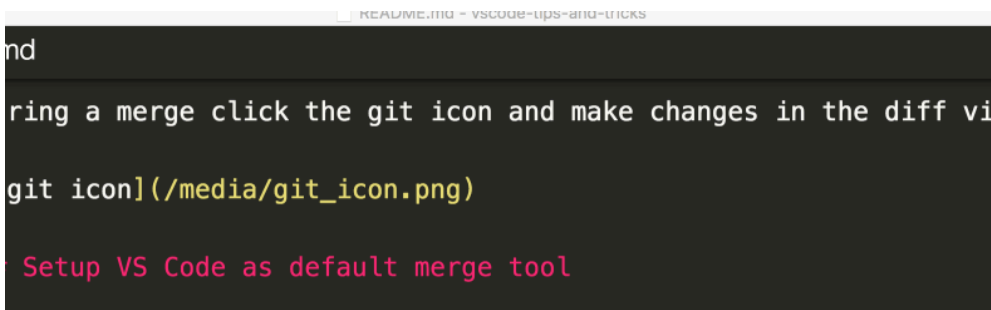 README.md - vscode-tips-and-tricks
md
ring a merge click the git icon and make changes in the diff vi
git icon](/media/git_icon.png)
Setup VS Code as default merge tool